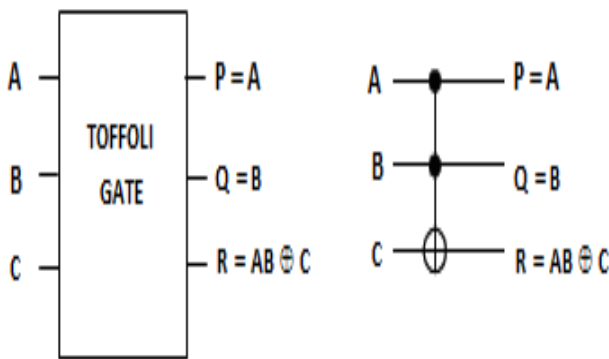 A
B
C
TOFFOLI
GATE
P = A
Q = B
R = AB ⊕ C
A
B
C
P = A
Q = B
R = AB ⊕ C